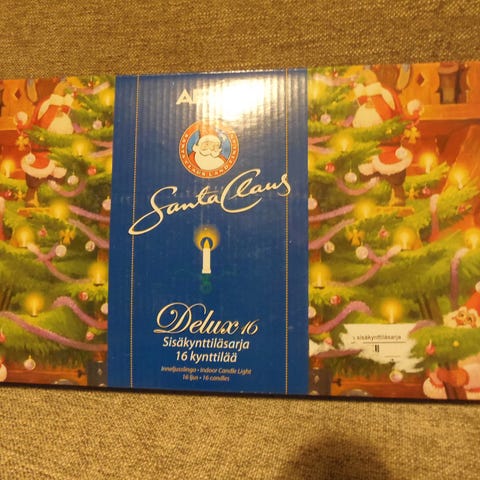 Santa Claus
Delux 16
Sisäkynttiläsarja
16 kynttilää
Inneljusslinga • Indoor Candle Light
16 ljus • 16 candles
sisäkynttiläsarja